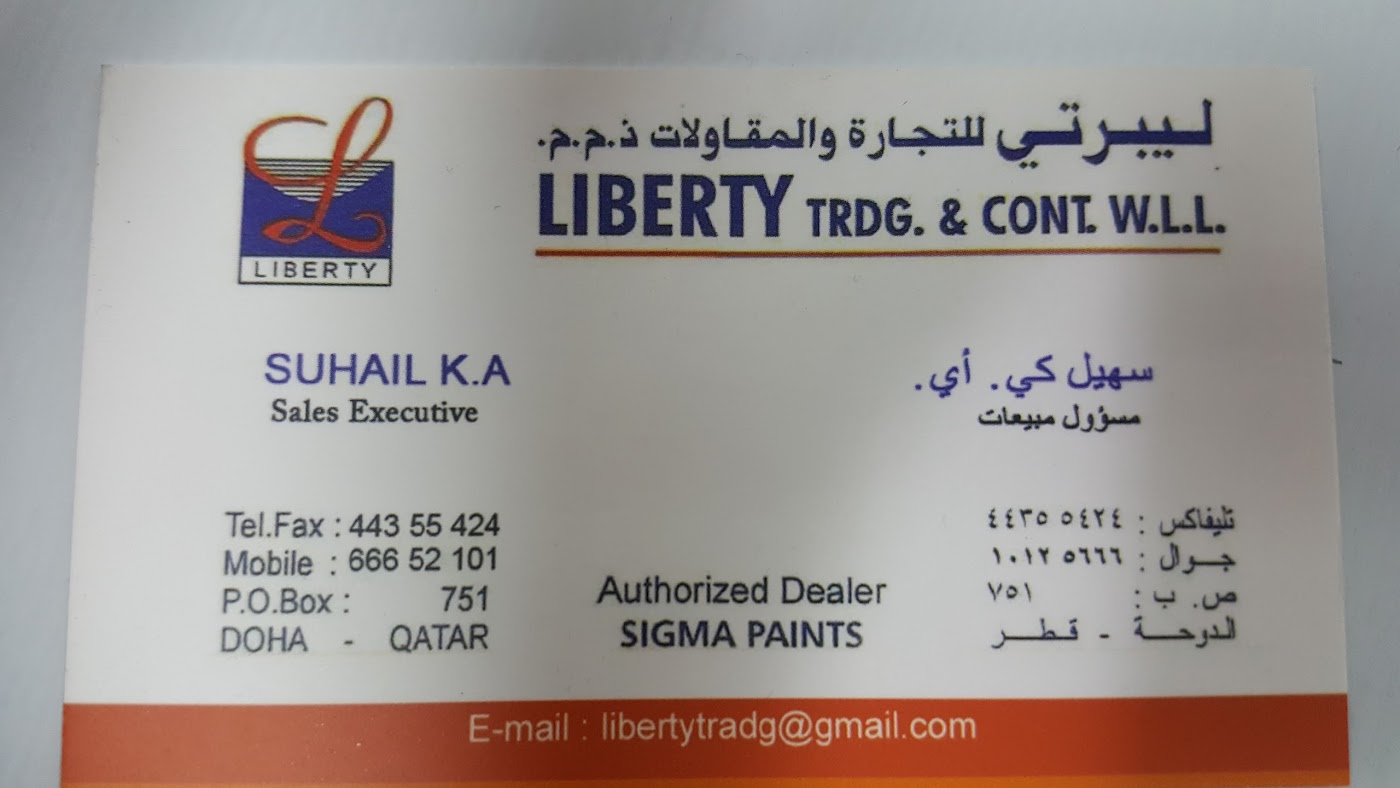 LIBERTY
ليبرتي للتجارة والمقاولات ذ.م.م.
LIBERTY TRDG. & CONT. W.L.L.
SUHAIL K.A
Sales Executive
سهيل كي. أي.
مسؤول مبيعات
Tel.Fax : 443 55 424
Mobile : 666 52 101
P.O.Box : 751
DOHA - QATAR
Authorized Dealer
SIGMA PAINTS
تليفاكس : ٤٤٣٥ ٥٤٢٤
جوال : ١٠١٢ ٥٦٦٦
ص. ب : ٧٥١
الدوحة - قطر
E-mail : libertytradg@gmail.com